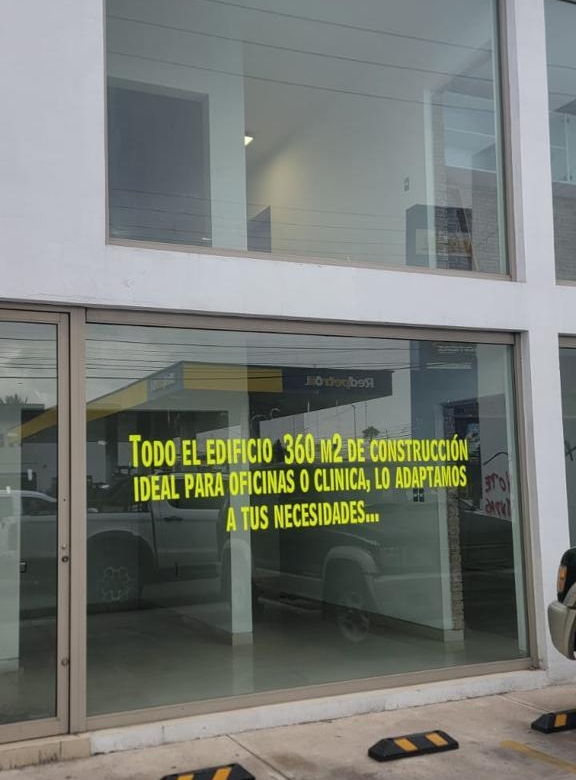 Redpetroil
TODO EL EDIFICIO 360 M2 DE CONSTRUCCIÓN
IDEAL PARA OFICINAS O CLINICA, LO ADAPTAMOS
A TUS NECESIDADES...